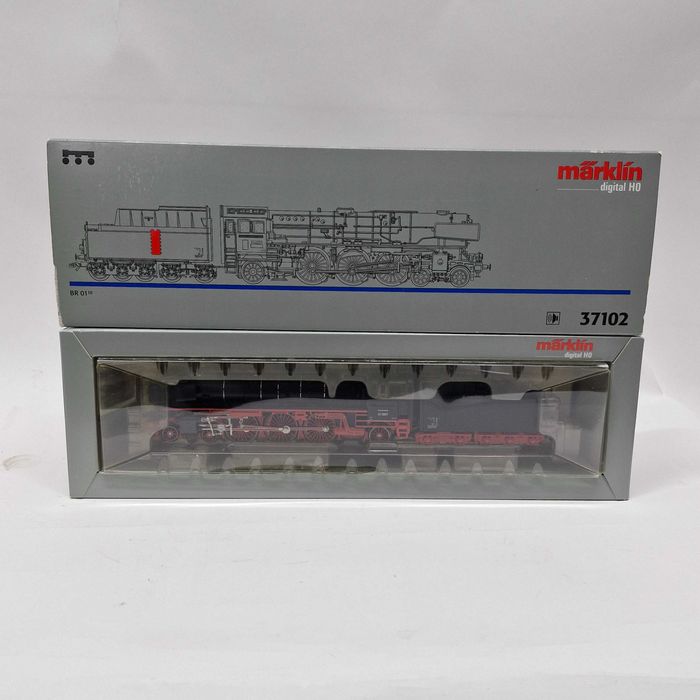 märklin
digital H0
BR 01¹⁰
37102
märklin
digital H0